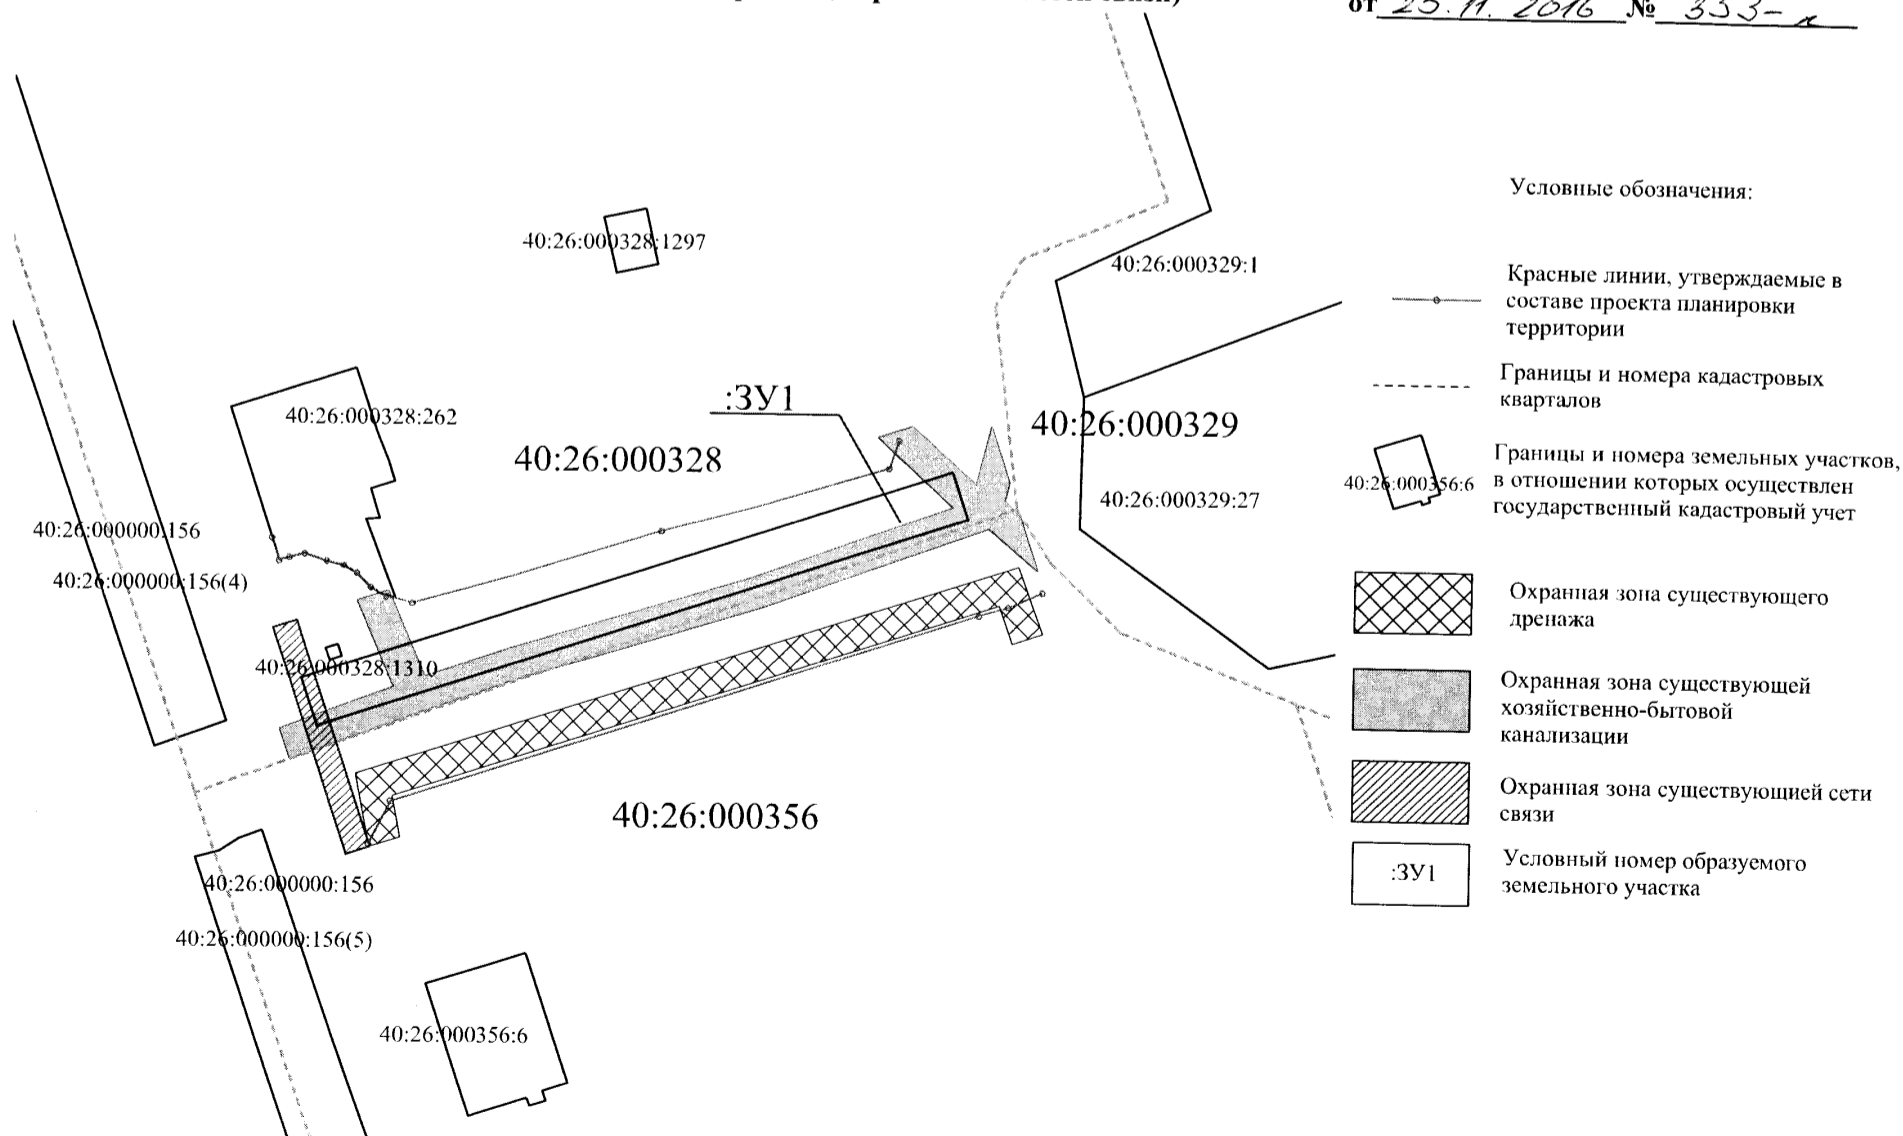 от 25.11.2016 №
Условные обозначения:
40:26:000328:1297
40:26:000329:1
Красные линии, утверждаемые в
составе проекта планировки
территории
Границы и номера кадастровых
кварталов
:ЗУ1
40:26:000328:262
40:26:000329
40:26:000328
Границы и номера земельных участков,
в отношении которых осуществлен
государственный кадастровый учет
40:26:000356:6
40:26:000329:27
40:26:000000:156
40:26:000000:156(4)
Охранная зона существующего
дренажа
40:26:000328:1310
Охранная зона существующей
хозяйственно-бытовой
канализации
Охранная зона существующией сети
связи
40:26:000356
:ЗУ1
Условный номер образуемого
земельного участка
40:26:000000:156
40:26:000000:156(5)
40:26:000356:6